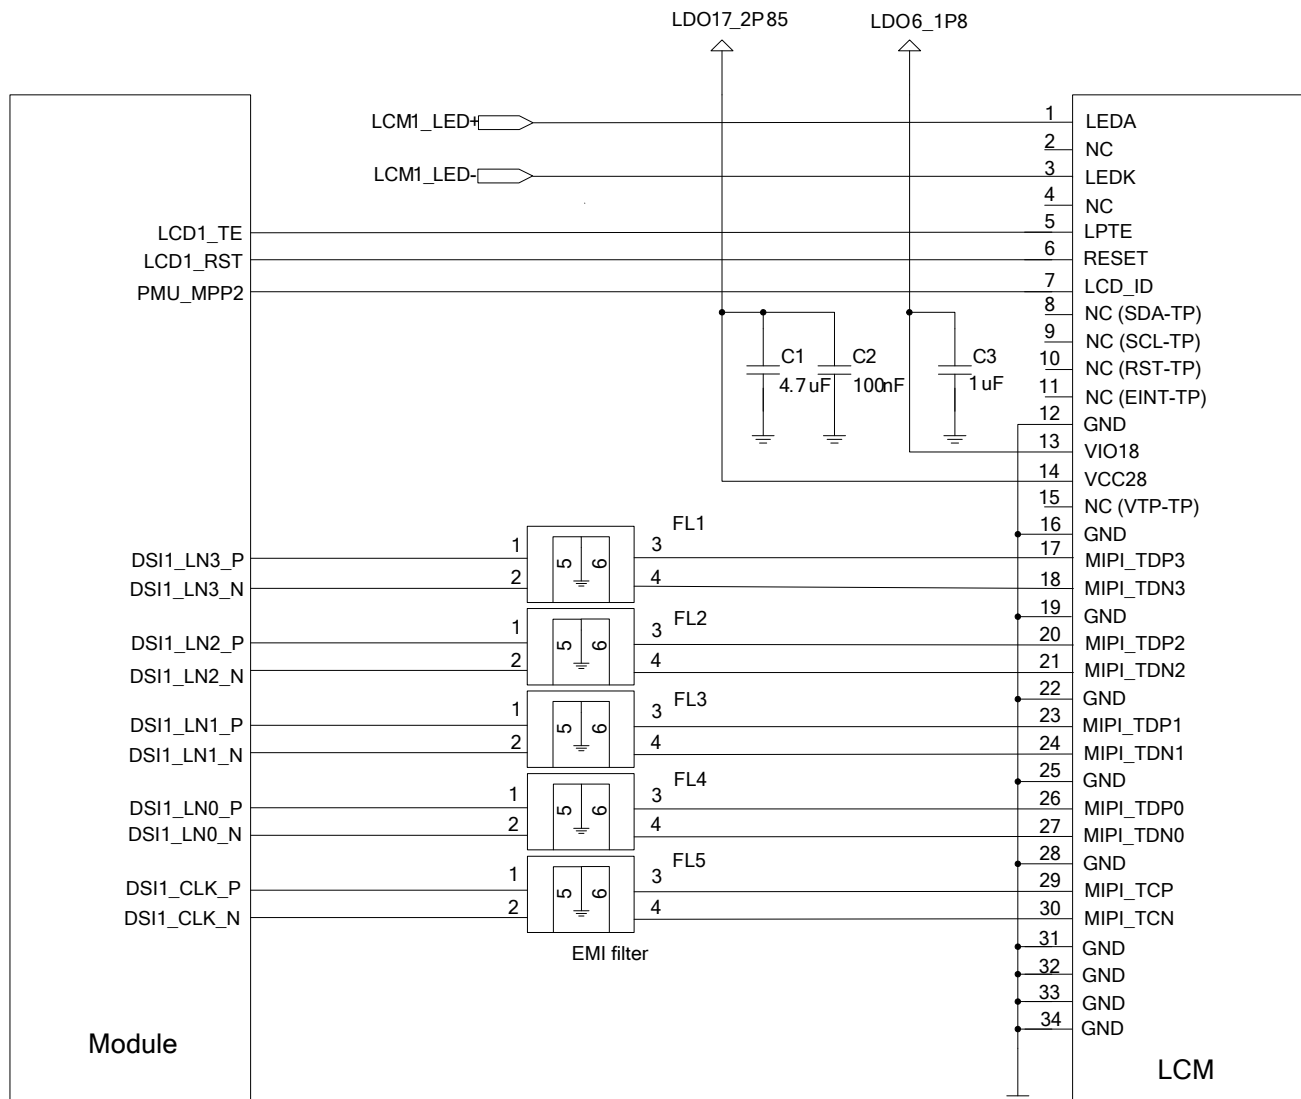 LDO17_2P85
LDO6_1P8
LCM1_LED+
1
LEDA
2
NC
LCM1_LED-
3
LEDK
4
NC
LCD1_TE
5
LPTE
LCD1_RST
6
RESET
PMU_MPP2
7
LCD_ID
8
NC (SDA-TP)
9
NC (SCL-TP)
C1
4.7uF
C2
100nF
C3
1uF
10
NC (RST-TP)
11
NC (EINT-TP)
12
GND
13
VIO18
14
VCC28
15
NC (VTP-TP)
16
GND
FL1
DSI1_LN3_P
1
5
6
3
17
MIPI_TDP3
DSI1_LN3_N
2
4
18
MIPI_TDN3
19
GND
FL2
DSI1_LN2_P
1
5
6
3
20
MIPI_TDP2
DSI1_LN2_N
2
4
21
MIPI_TDN2
22
GND
FL3
DSI1_LN1_P
1
5
6
3
23
MIPI_TDP1
DSI1_LN1_N
2
4
24
MIPI_TDN1
25
GND
FL4
DSI1_LN0_P
1
5
6
3
26
MIPI_TDP0
DSI1_LN0_N
2
4
27
MIPI_TDN0
28
GND
FL5
DSI1_CLK_P
1
5
6
3
29
MIPI_TCP
DSI1_CLK_N
2
4
30
MIPI_TCN
EMI filter
31
GND
32
GND
33
GND
34
GND
Module
LCM